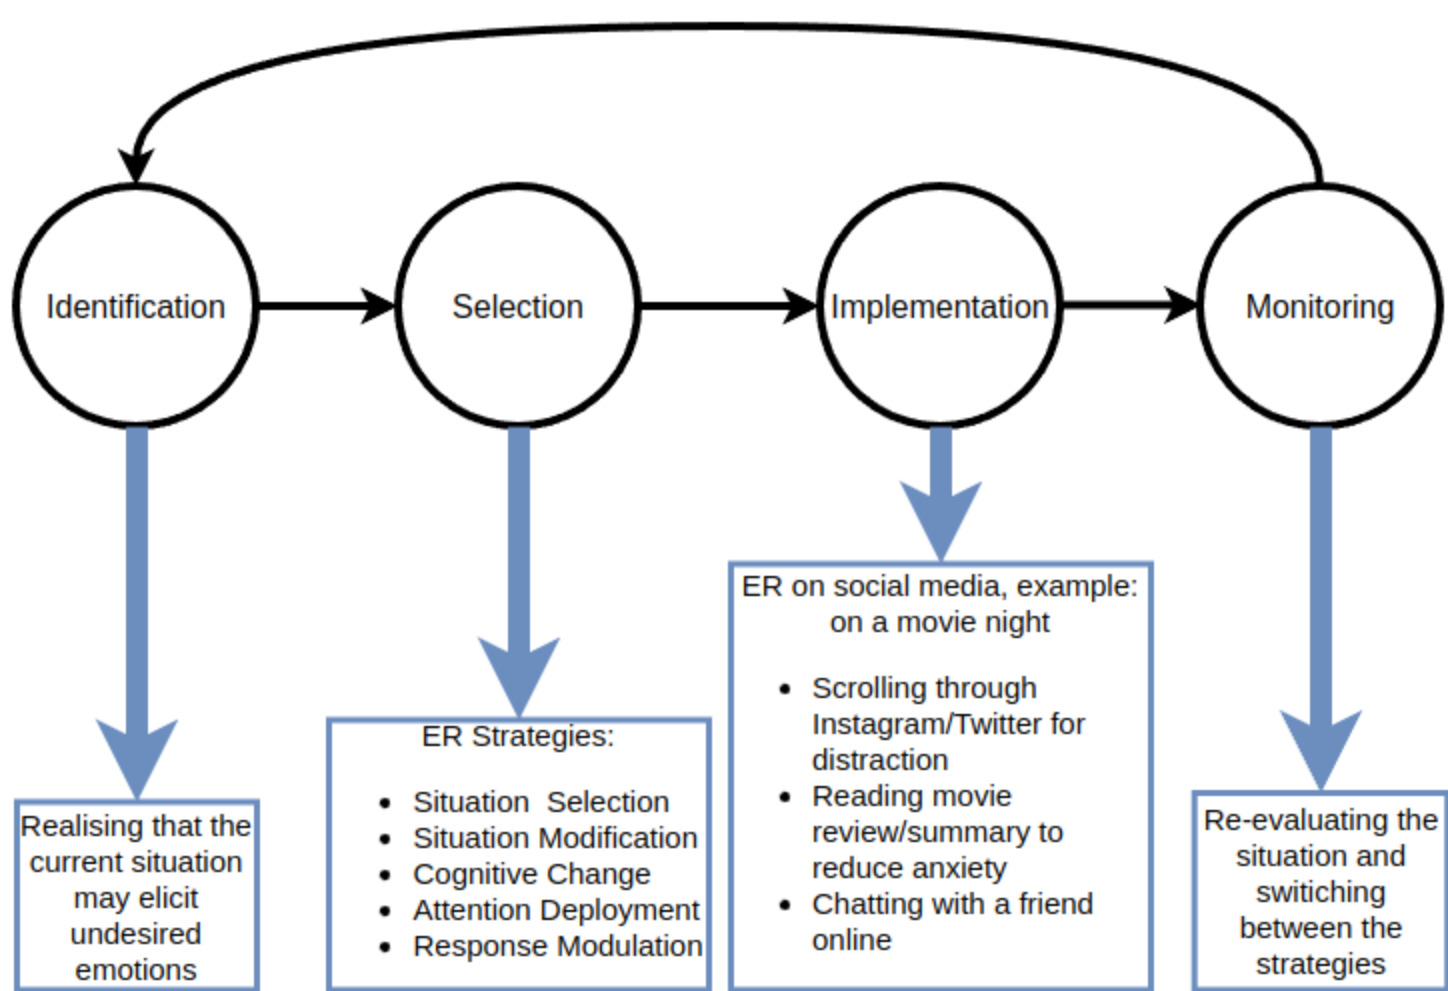 Identification
Selection
Implementation
Monitoring
Realising that the
current situation
may elicit
undesired
emotions
ER Strategies:
• Situation  Selection
• Situation Modification
• Cognitive Change
• Attention Deployment
• Response Modulation
ER on social media, example:
on a movie night
• Scrolling through
Instagram/Twitter for
distraction
• Reading movie
review/summary to
reduce anxiety
• Chatting with a friend
online
Re-evaluating the
situation and
switiching
between the
strategies